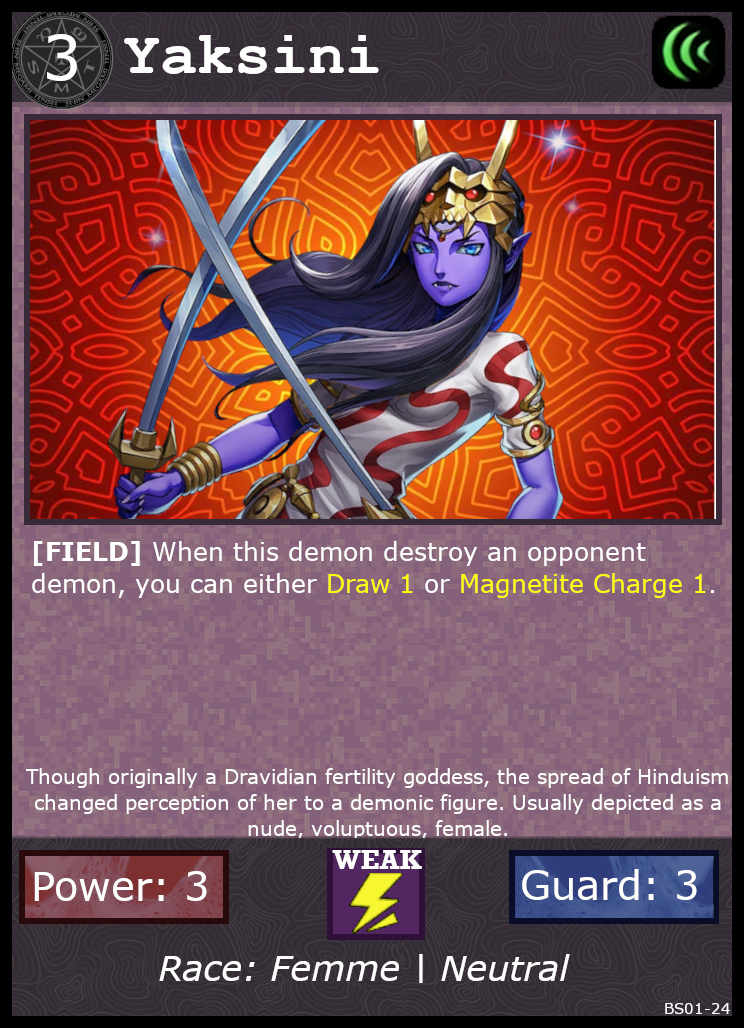 3 Yaksini
[FIELD] When this demon destroy an opponent
demon, you can either Draw 1 or Magnetite Charge 1.
Though originally a Dravidian fertility goddess, the spread of Hinduism
changed perception of her to a demonic figure. Usually depicted as a
nude, voluptuous, female.
WEAK
Power: 3
Guard: 3
Race: Femme | Neutral
BS01-24